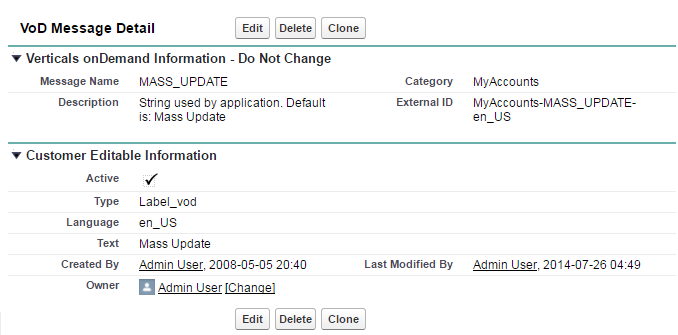 VoD Message Detail Edit Delete Clone
Verticals onDemand Information - Do Not Change
Message Name MASS_UPDATE Category MyAccounts
Description String used by application. Default External ID MyAccounts-MASS_UPDATE-
is: Mass Update en_US
Customer Editable Information
Active
Type Label_vod
Language en_US
Text Mass Update
Created By Admin User, 2008-05-05 20:40 Last Modified By Admin User, 2014-07-26 04:49
Owner Admin User [Change]
Edit Delete Clone